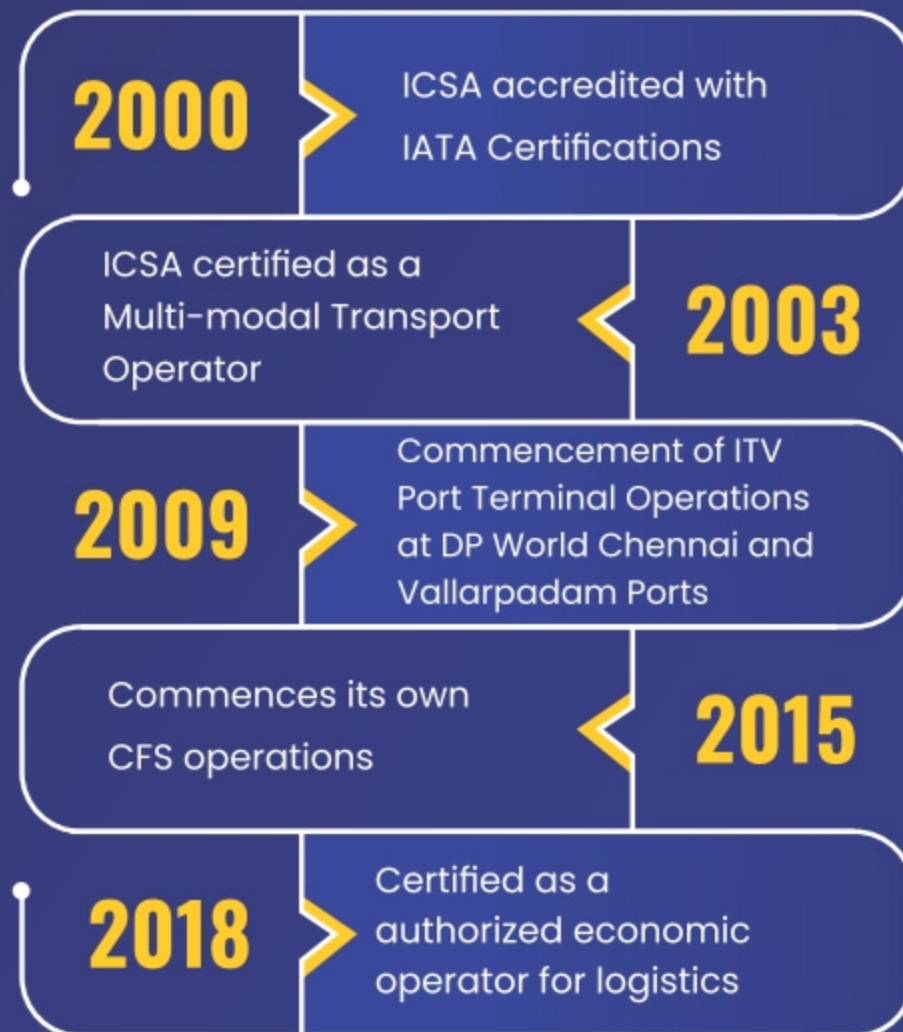 2000
ICSA accredited with
IATA Certifications
ICSA certified as a
Multi-modal Transport
Operator
2003
2009
Commencement of ITV
Port Terminal Operations
at DP World Chennai and
Vallarpadam Ports
Commences its own
CFS operations
2015
2018
Certified as a
authorized economic
operator for logistics